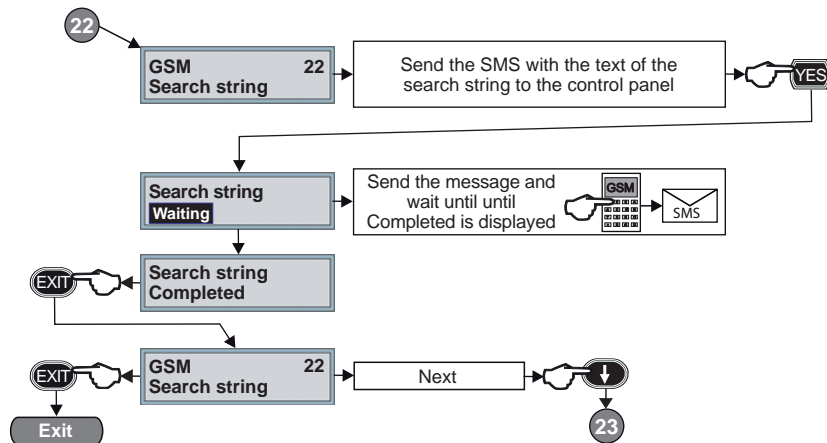 22
GSM 22
Search string
Send the SMS with the text of the
search string to the control panel
YES
Search string
Waiting
Send the message and
wait until until
Completed is displayed
GSM
SMS
Search string
Completed
EXIT
GSM 22
Search string
Next
EXIT
Exit
23